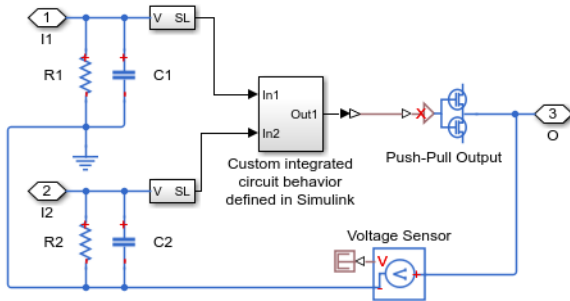 1
I1
V SL
R1
C1
In1
In2
Out1
Custom integrated
circuit behavior
defined in Simulink
Push-Pull Output
3
O
2
I2
V SL
R2
C2
Voltage Sensor
V
V